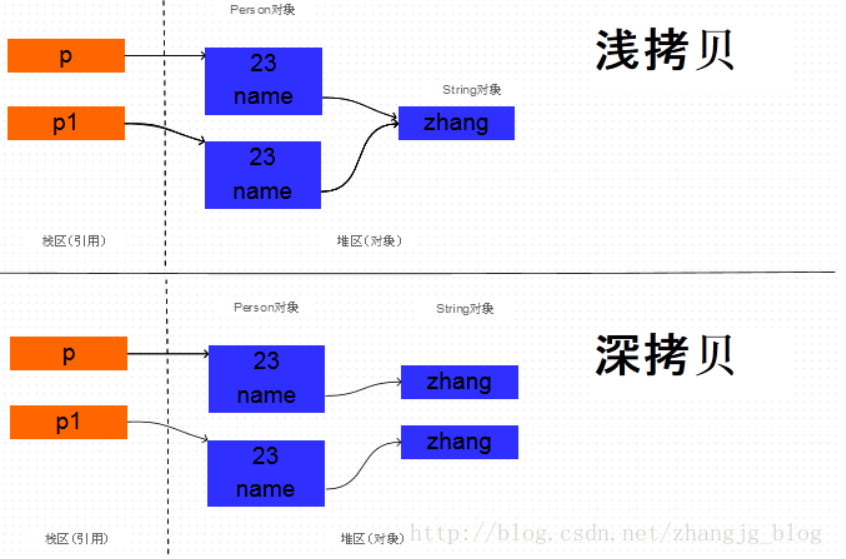 Person对象
浅拷贝
p
23
name
String对象
p1
zhang
23
name
栈区(引用)
堆区(对象)
Person对象
String对象
深拷贝
p
23
name
zhang
p1
zhang
23
name
栈区(引用)
堆区(对象)
http://blog.csdn.net/zhangjg_blog